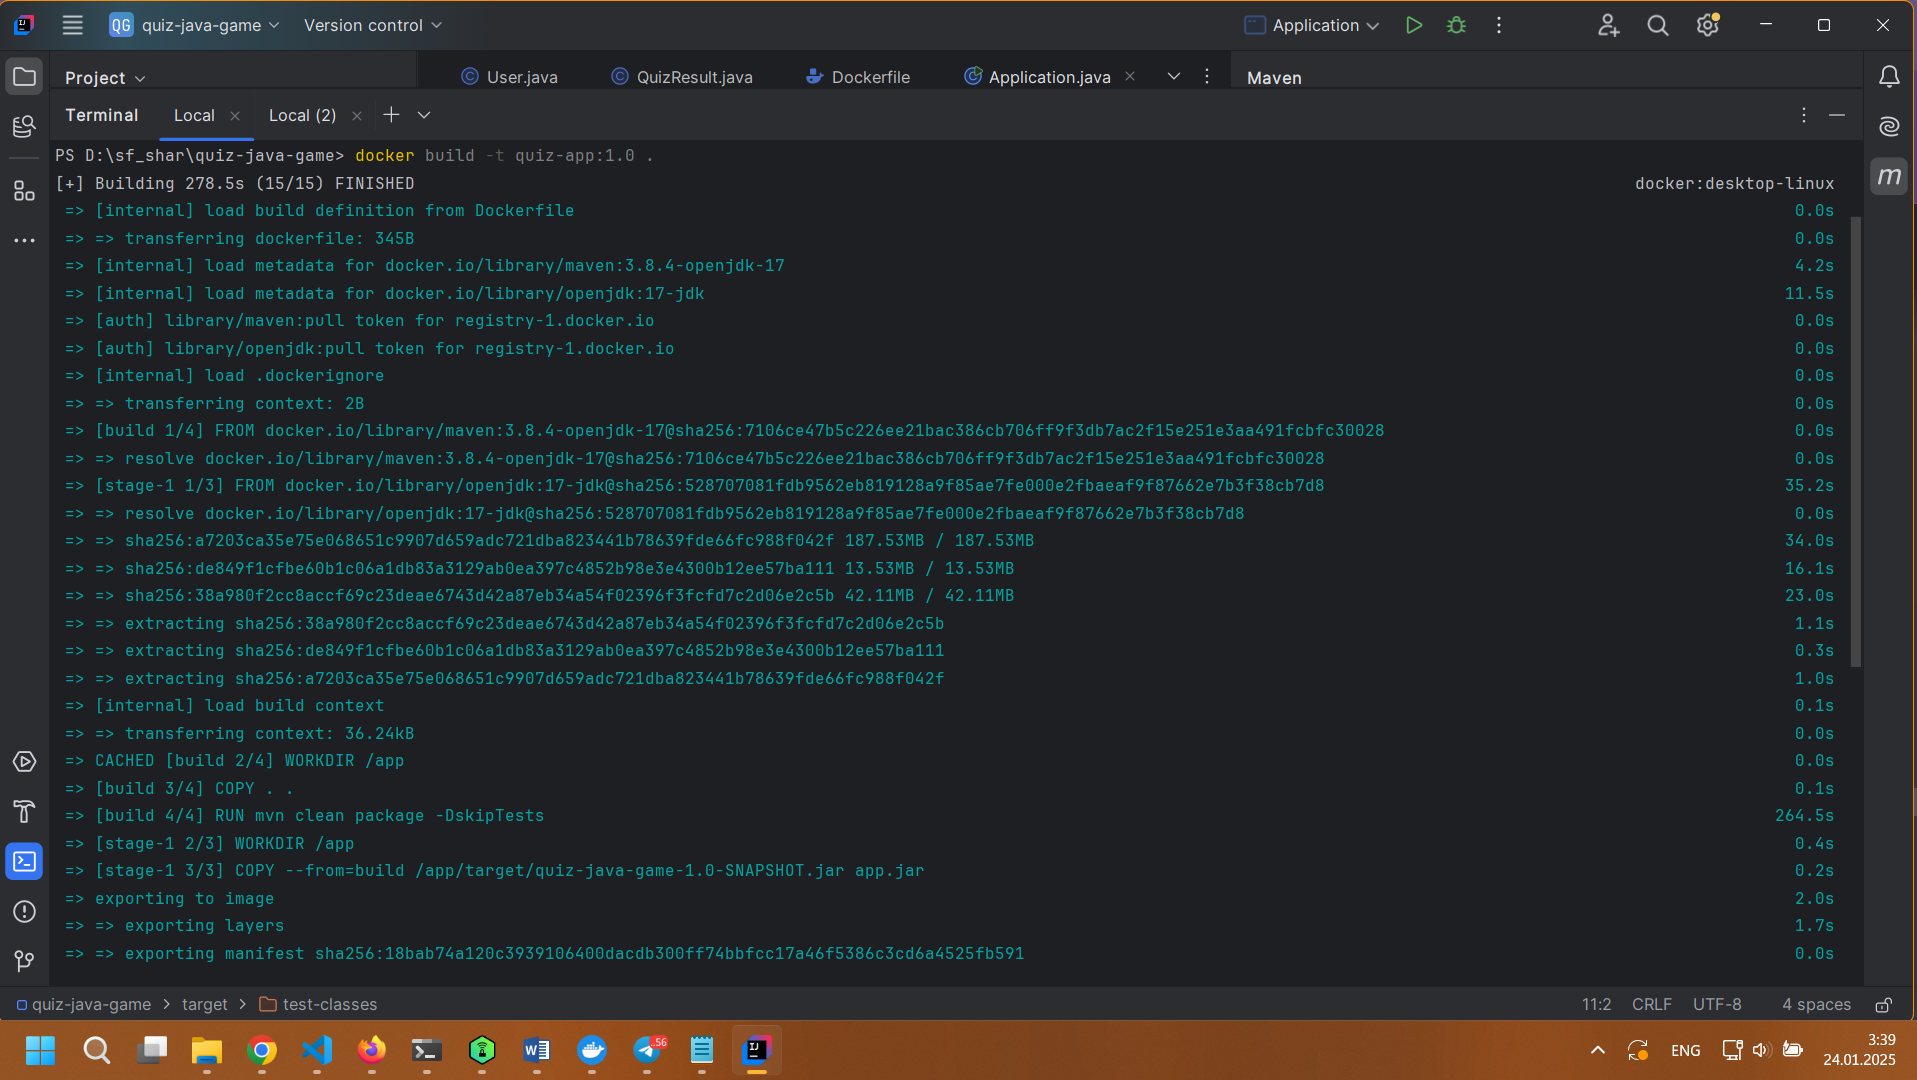 QG quiz-java-game Version control Application
Project User.java QuizResult.java Dockerfile Application.java Maven
Terminal Local Local (2)
PS D:\sf_shar\quiz-java-game> docker build -t quiz-app:1.0 .
[+] Building 278.5s (15/15) FINISHED docker:desktop-linux
=> [internal] load build definition from Dockerfile 0.0s
=> => transferring dockerfile: 345B 0.0s
=> [internal] load metadata for docker.io/library/maven:3.8.4-openjdk-17 4.2s
=> [internal] load metadata for docker.io/library/openjdk:17-jdk 11.5s
=> [auth] library/maven:pull token for registry-1.docker.io 0.0s
=> [auth] library/openjdk:pull token for registry-1.docker.io 0.0s
=> [internal] load .dockerignore 0.0s
=> => transferring context: 2B 0.0s
=> [build 1/4] FROM docker.io/library/maven:3.8.4-openjdk-17@sha256:7106ce47b5c226ee21bac386cb706ff9f3db7ac2f15e251e3aa491fcbfc30028 0.0s
=> => resolve docker.io/library/maven:3.8.4-openjdk-17@sha256:7106ce47b5c226ee21bac386cb706ff9f3db7ac2f15e251e3aa491fcbfc30028 0.0s
=> [stage-1 1/3] FROM docker.io/library/openjdk:17-jdk@sha256:528707081fdb9562eb819128a9f85ae7fe000e2fbaeaf9f87662e7b3f38cb7d8 35.2s
=> => resolve docker.io/library/openjdk:17-jdk@sha256:528707081fdb9562eb819128a9f85ae7fe000e2fbaeaf9f87662e7b3f38cb7d8 0.0s
=> => sha256:a7203ca35e75e068651c9907d659adc721dba823441b78639fde66fc988f042f 187.53MB / 187.53MB 34.0s
=> => sha256:de849f1cfbe60b1c06a1db83a3129ab0ea397c4852b98e3e4300b12ee57ba111 13.53MB / 13.53MB 16.1s
=> => sha256:38a980f2cc8accf69c23deae6743d42a87eb34a54f02396f3fcfd7c2d06e2c5b 42.11MB / 42.11MB 23.0s
=> => extracting sha256:38a980f2cc8accf69c23deae6743d42a87eb34a54f02396f3fcfd7c2d06e2c5b 1.1s
=> => extracting sha256:de849f1cfbe60b1c06a1db83a3129ab0ea397c4852b98e3e4300b12ee57ba111 0.3s
=> => extracting sha256:a7203ca35e75e068651c9907d659adc721dba823441b78639fde66fc988f042f 1.0s
=> [internal] load build context 0.1s
=> => transferring context: 36.24kB 0.0s
=> CACHED [build 2/4] WORKDIR /app 0.0s
=> [build 3/4] COPY . . 0.1s
=> [build 4/4] RUN mvn clean package -DskipTests 264.5s
=> [stage-1 2/3] WORKDIR /app 0.4s
=> [stage-1 3/3] COPY --from=build /app/target/quiz-java-game-1.0-SNAPSHOT.jar app.jar 0.2s
=> exporting to image 2.0s
=> => exporting layers 1.7s
=> => exporting manifest sha256:18bab74a120c3939106400dacdb300ff74bbfcc17a46f5386c3cd6a4525fb591 0.0s
quiz-java-game > target > test-classes 11:2 CRLF UTF-8 4 spaces
..56 ENG 3:39
24.01.2025